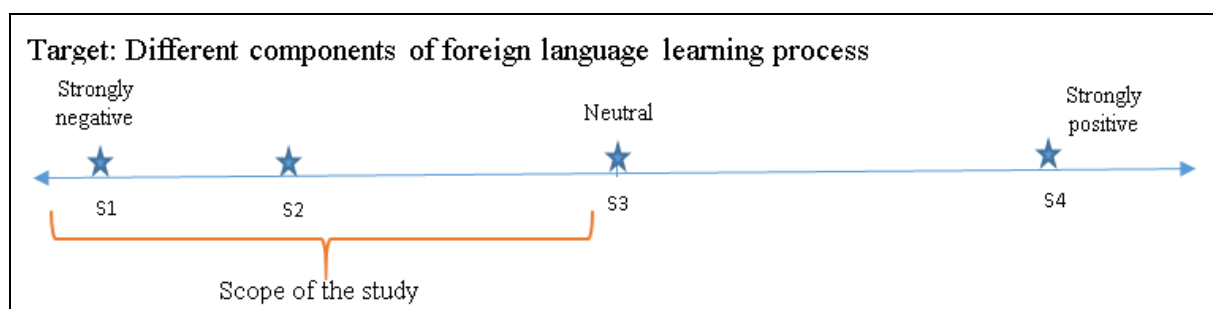 Target: Different components of foreign language learning process
Strongly
negative
Neutral
Strongly
positive
S1
S2
S3
S4
Scope of the study